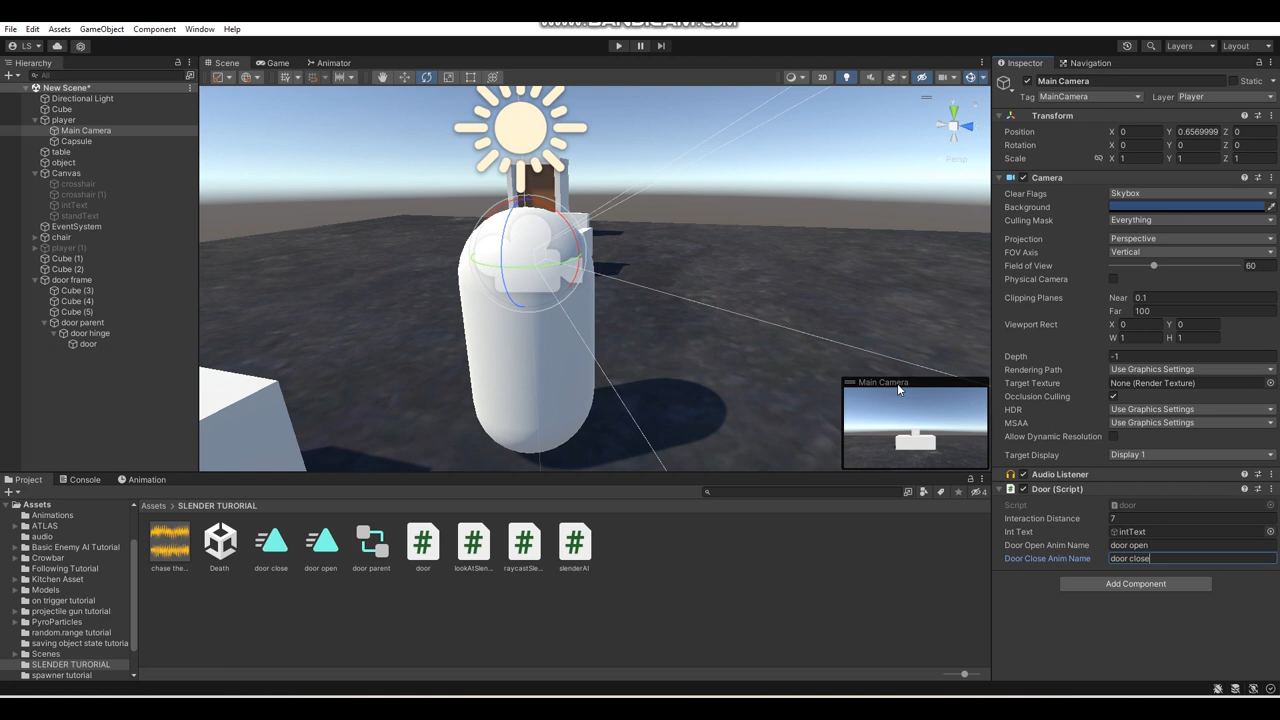 www.BANDICAM.com
File Edit Assets GameObject Component Window Help
LS Layers Layout
Hierarchy Scene Game Animator Inspector Navigation
All 2D Main Camera Static
New Scene* Tag MainCamera Layer Player
Directional Light
Cube Transform
player Position X 0 Y 0.6569999 Z 0
Main Camera Rotation X 0 Y 0 Z 0
Capsule Scale X 1 Y 1 Z 1
table
object Camera
Canvas Clear Flags Skybox
crosshair Background
crosshair (1) Culling Mask Everything
intText Projection Perspective
standText FOV Axis Vertical
EventSystem Field of View 60
chair Physical Camera
player (1) Clipping Planes Near 0.1
Cube (1) Far 100
Cube (2) Viewport Rect X 0 Y 0
door frame W 1 H 1
Cube (3) Depth -1
Cube (4) Rendering Path Use Graphics Settings
Cube (5) Target Texture None (Render Texture)
door parent Occlusion Culling
door hinge HDR Use Graphics Settings
door MSAA Use Graphics Settings
Persp Allow Dynamic Resolution
Main Camera Target Display Display 1
Audio Listener
Door (Script)
Script door
Interaction Distance 7
Int Text intText
Door Open Anim Name door open
Door Close Anim Name door close
Add Component
Project Console Animation
4
Assets Assets SLENDER TURORIAL
Animations
ATLAS
audio
Basic Enemy AI Tutorial
Crowbar
Following Tutorial
Kitchen Asset
Models
on trigger tutorial
projectile gun tutorial
PyroParticles
random.range tutorial
saving object state tutoria
Scenes
SLENDER TURORIAL
spawner tutorial
chase the... Death door close door open door parent door lookAtSlen... raycastSle... slenderAI